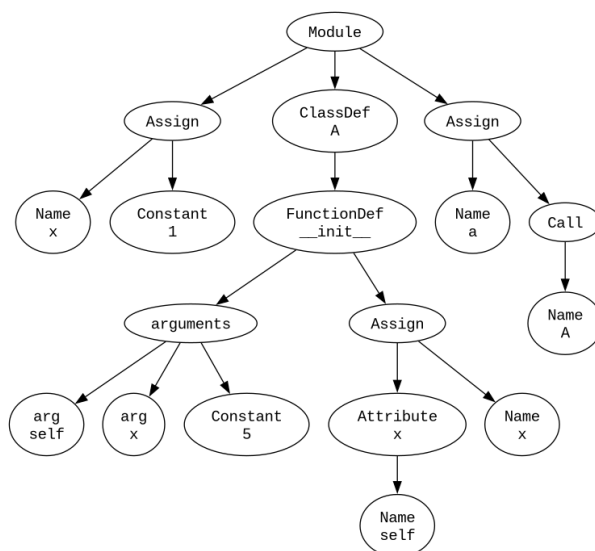 Module
Assign
ClassDef
A
Assign
Name
x
Constant
1
FunctionDef
__init__
Name
a
Call
arguments
Assign
Name
A
arg
self
arg
x
Constant
5
Attribute
x
Name
x
Name
self